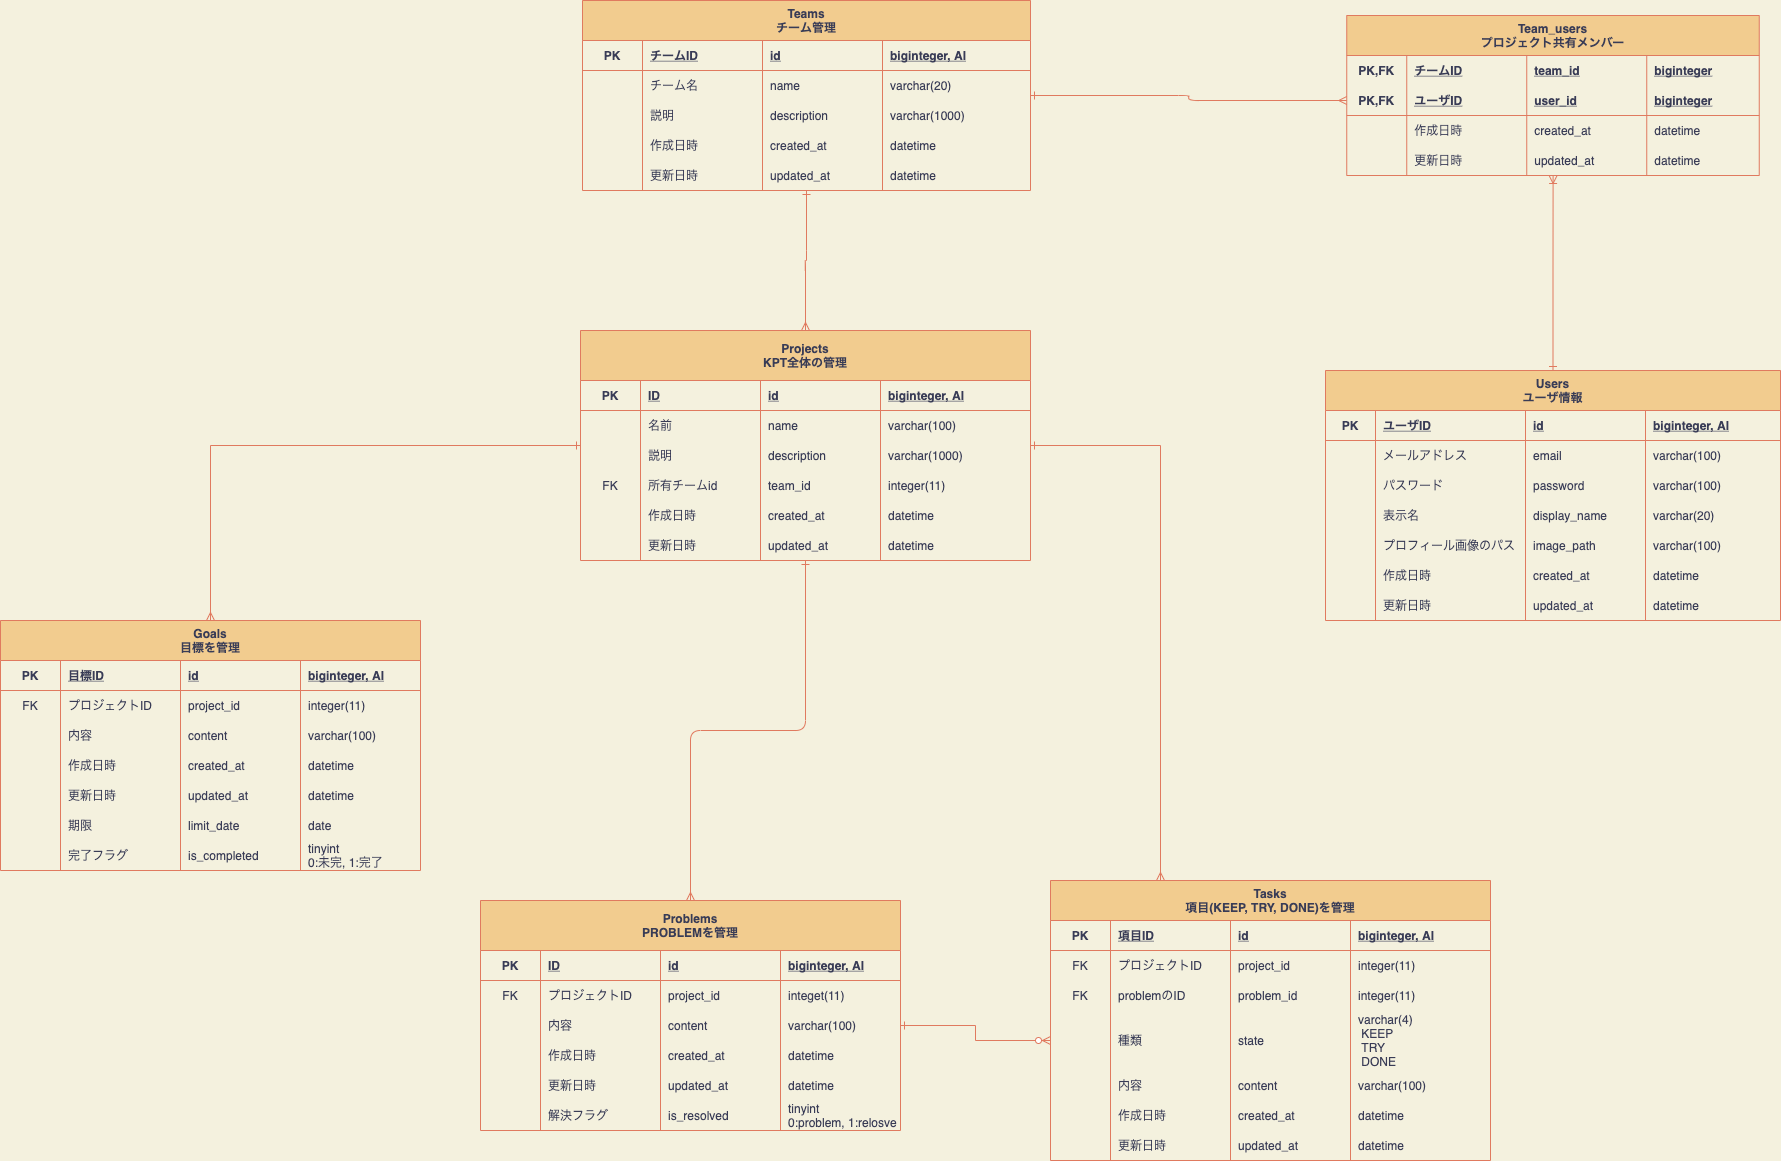 Teams
チーム管理
PK チームID id biginteger, AI
チーム名 name varchar(20)
説明 description varchar(1000)
作成日時 created_at datetime
更新日時 updated_at datetime
Team_users
プロジェクト共有メンバー
PK,FK チームID team_id biginteger
PK,FK ユーザID user_id biginteger
作成日時 created_at datetime
更新日時 updated_at datetime
Projects
KPT全体の管理
PK ID id biginteger, AI
名前 name varchar(100)
説明 description varchar(1000)
FK 所有チームid team_id integer(11)
作成日時 created_at datetime
更新日時 updated_at datetime
Users
ユーザ情報
PK ユーザID id biginteger, AI
メールアドレス email varchar(100)
パスワード password varchar(100)
表示名 display_name varchar(20)
プロフィール画像のパス image_path varchar(100)
作成日時 created_at datetime
更新日時 updated_at datetime
Goals
目標を管理
PK 目標ID id biginteger, AI
FK プロジェクトID project_id integer(11)
内容 content varchar(100)
作成日時 created_at datetime
更新日時 updated_at datetime
期限 limit_date date
完了フラグ is_completed tinyint
0:未完, 1:完了
Problems
PROBLEMを管理
PK ID id biginteger, AI
FK プロジェクトID project_id integet(11)
内容 content varchar(100)
作成日時 created_at datetime
更新日時 updated_at datetime
解決フラグ is_resolved tinyint
0:problem, 1:relosve
Tasks
項目(KEEP, TRY, DONE)を管理
PK 項目ID id biginteger, AI
FK プロジェクトID project_id integer(11)
FK problemのID problem_id integer(11)
種類 state varchar(4)
KEEP
TRY
DONE
内容 content varchar(100)
作成日時 created_at datetime
更新日時 updated_at datetime